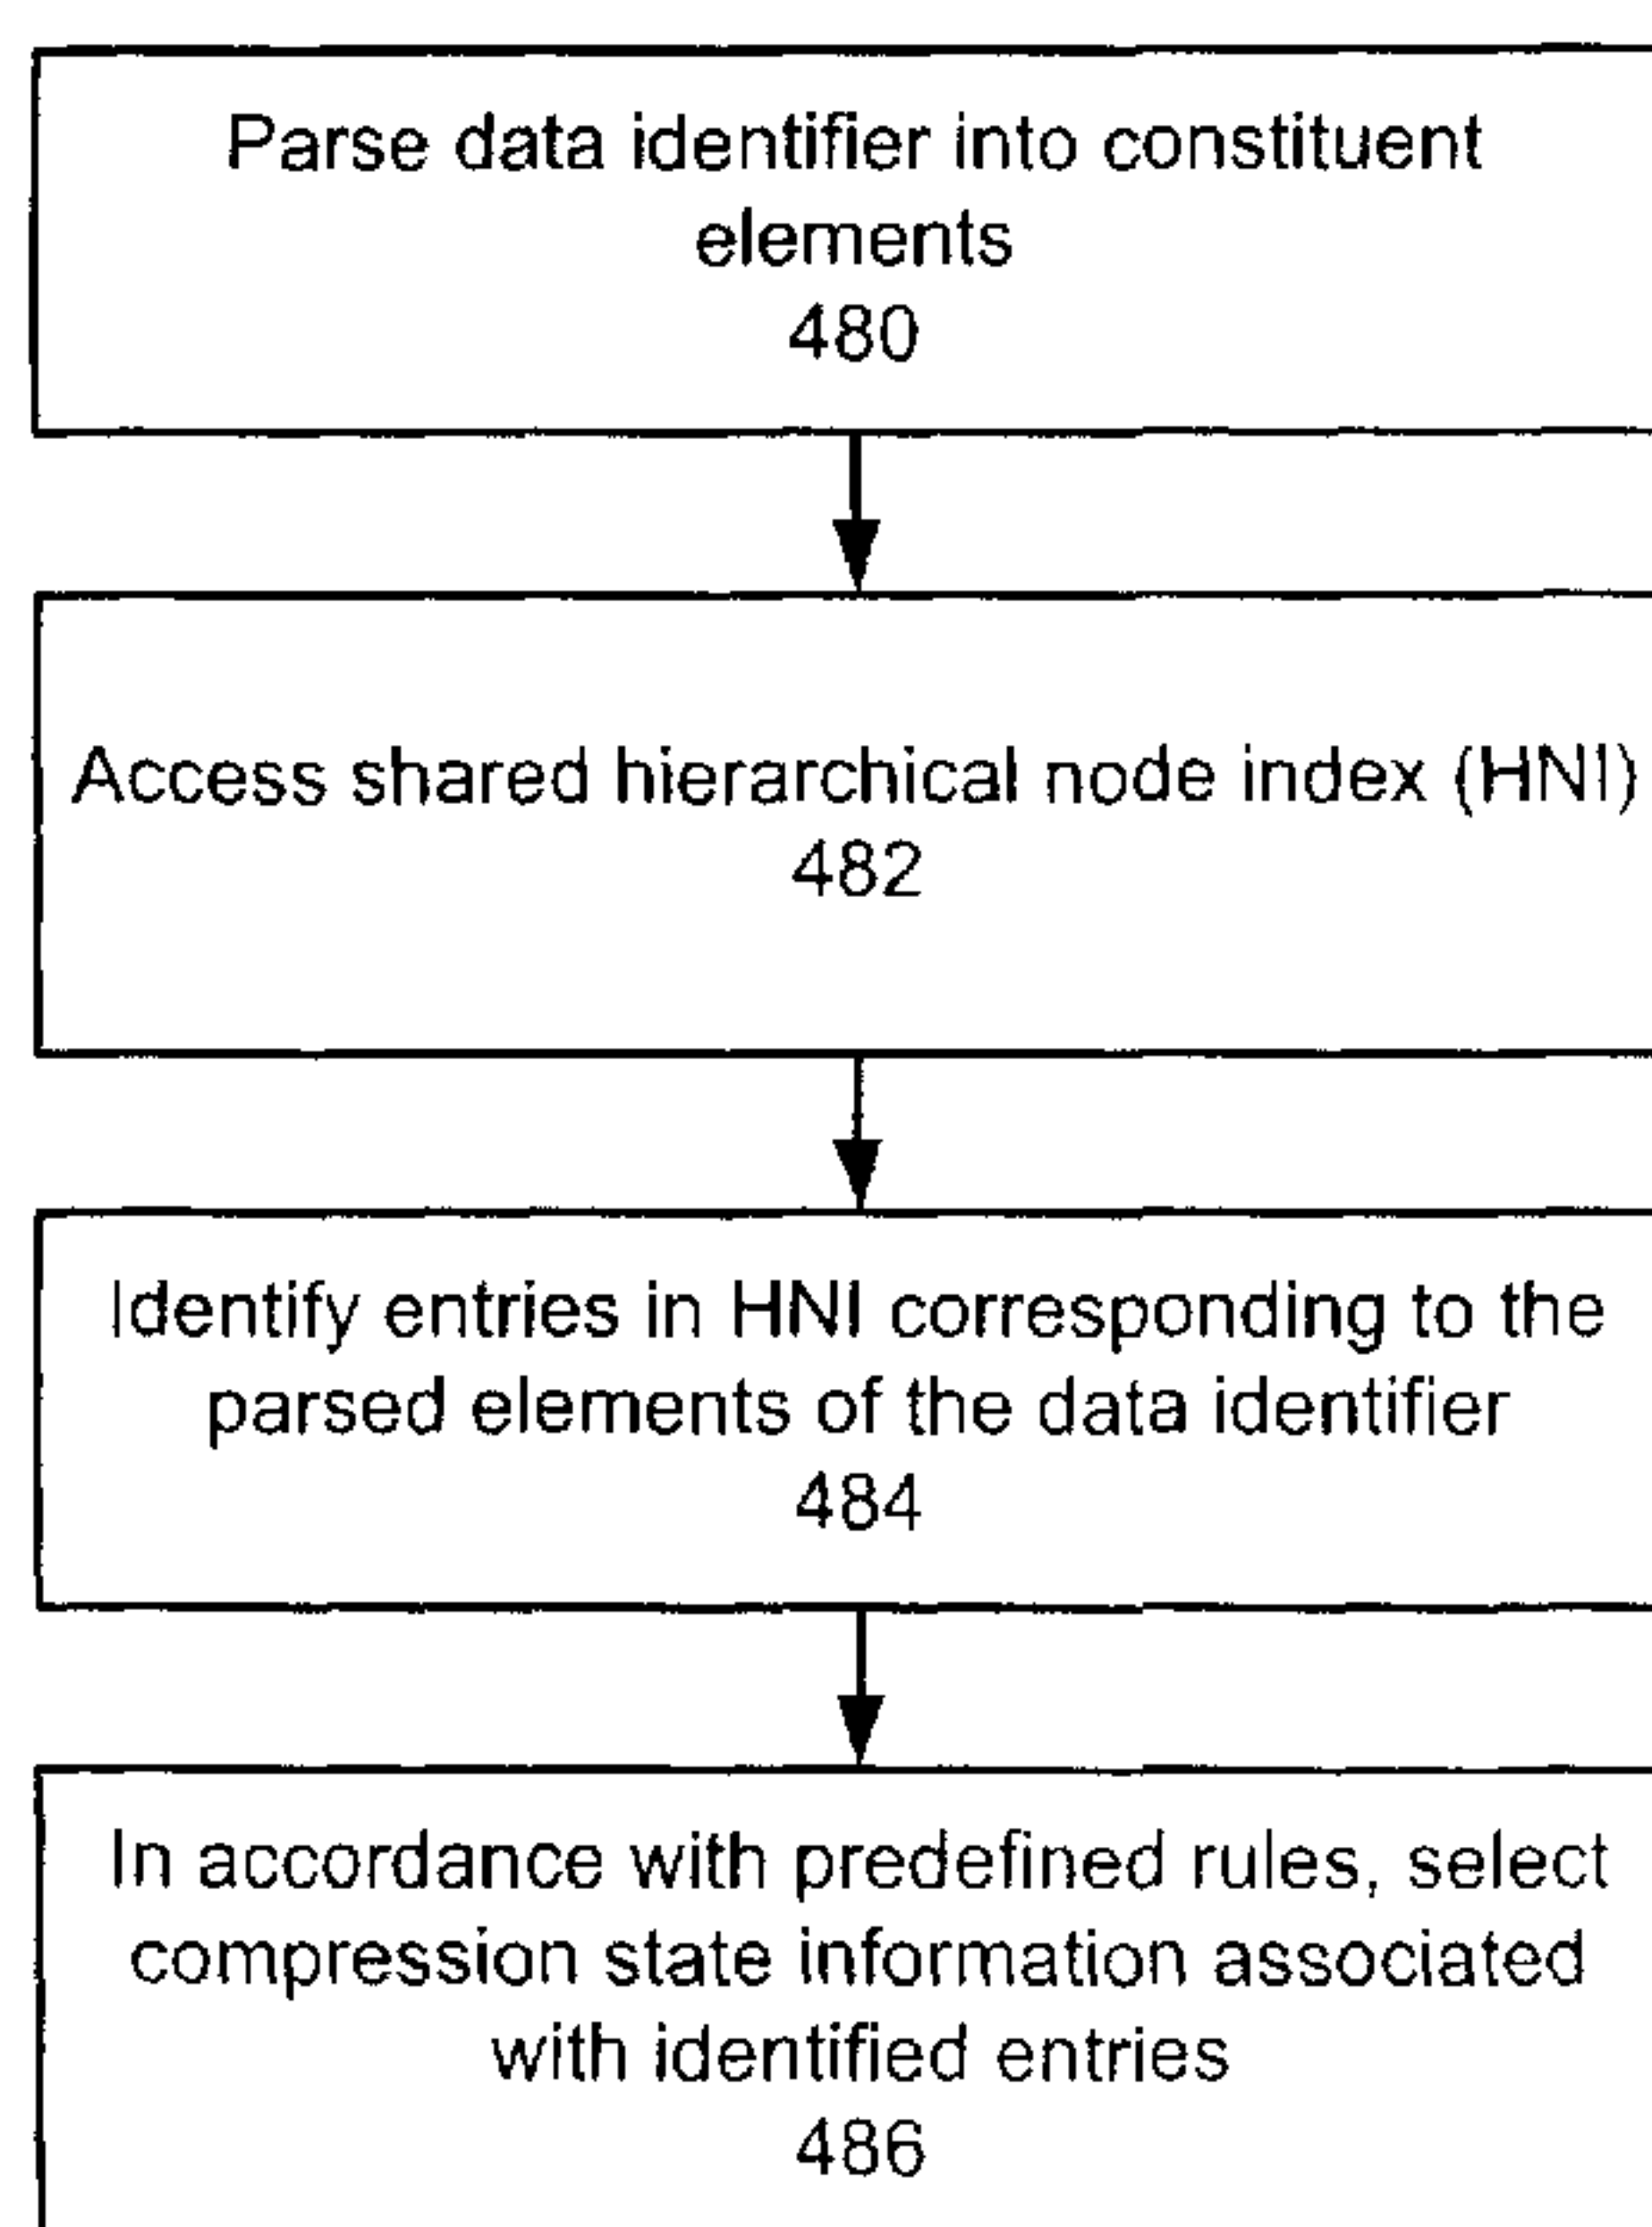 Parse data identifier into constituent
elements
480
Access shared hierarchical node index (HNI)
482
Identify entries in HNI corresponding to the
parsed elements of the data identifier
484
In accordance with predefined rules, select
compression state information associated
with identified entries
486